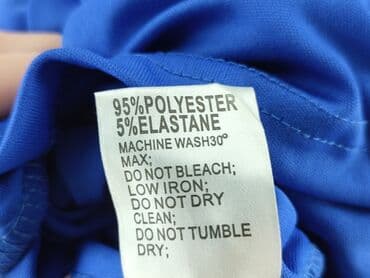 95%POLYESTER
5%ELASTANE
MACHINE WASH30°
MAX;
DO NOT BLEACH;
LOW IRON;
DO NOT DRY
CLEAN;
DO NOT TUMBLE
DRY;